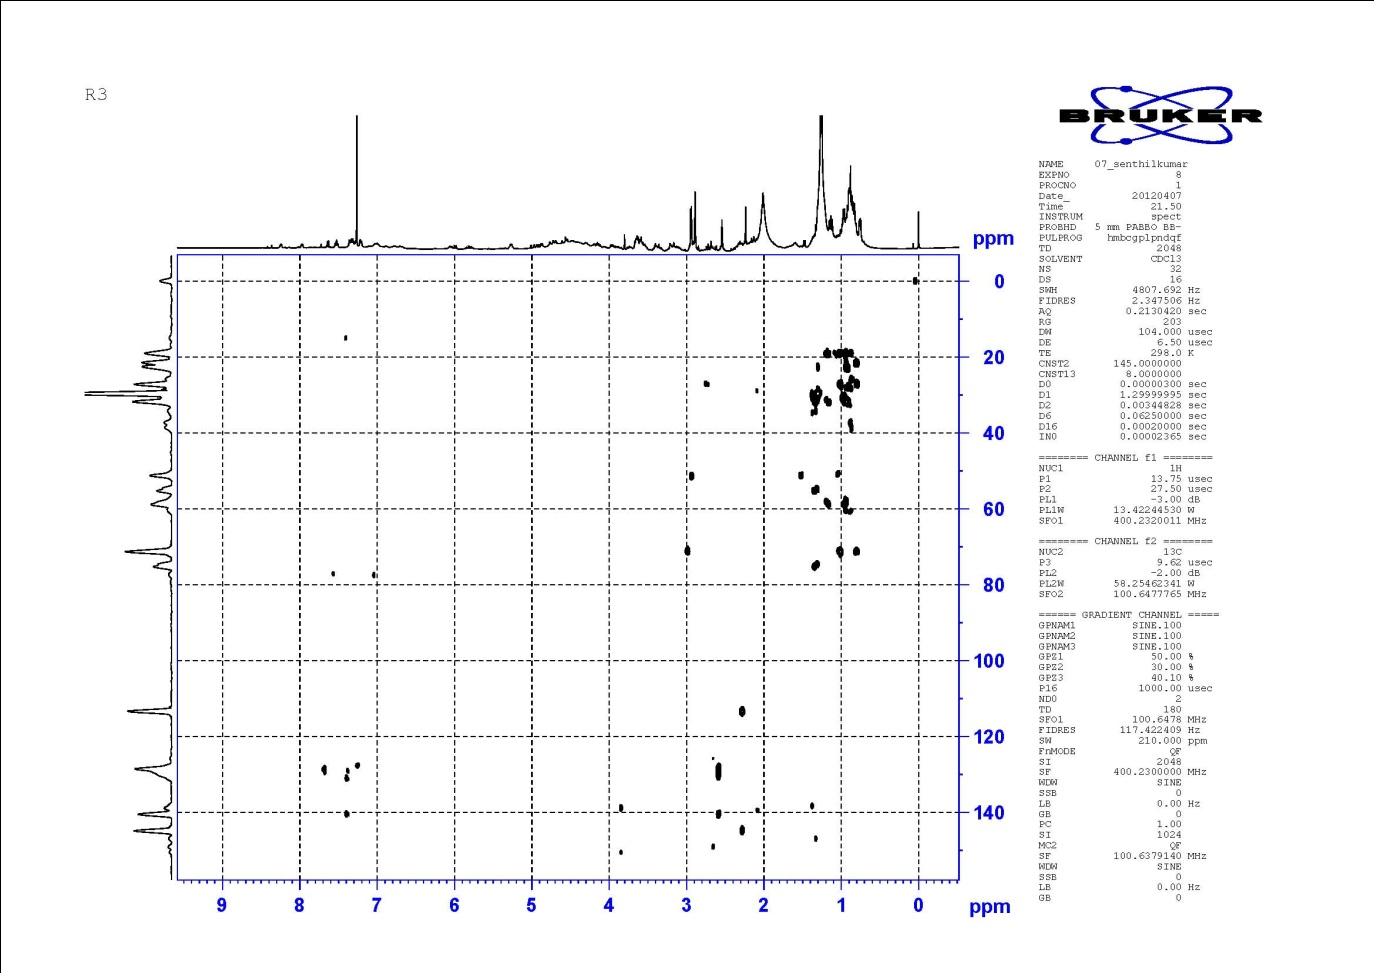 R3
BRUKER
NAME 07_senthilkumar
EXPNO 8
PROCNO 1
Date_ 20120407
Time 21.50
INSTRUM spect
PROBHD 5 mm PABBO BB-
PULPROG hmbcgplpndqf
TD 2048
SOLVENT CDCl3
NS 32
DS 16
SWH 4807.692 Hz
FIDRES 2.347506 Hz
AQ 0.2130420 sec
RG 203
DW 104.000 usec
DE 6.50 usec
TE 298.0 K
CNST2 145.0000000
CNST13 8.0000000
D0 0.00000300 sec
D1 1.29999995 sec
D2 0.00344828 sec
D6 0.06250000 sec
D16 0.00020000 sec
IN0 0.00002365 sec
======== CHANNEL f1 ========
NUC1 1H
P1 13.75 usec
P2 27.50 usec
PL1 -3.00 dB
PL1W 13.42244530 W
SFO1 400.2320011 MHz
======== CHANNEL f2 ========
NUC2 13C
P3 9.62 usec
PL2 -2.00 dB
PL2W 58.25462341 W
SFO2 100.6477765 MHz
====== GRADIENT CHANNEL =====
GPNAM1 SINE.100
GPNAM2 SINE.100
GPNAM3 SINE.100
GPZ1 50.00 %
GPZ2 30.00 %
GPZ3 40.10 %
P16 1000.00 usec
ND0 2
TD 180
SFO1 100.6478 MHz
FIDRES 117.422409 Hz
SW 210.000 ppm
FnMODE QF
SI 2048
SF 400.2300000 MHz
WDW SINE
SSB 0
LB 0.00 Hz
GB 0
PC 1.00
SI 1024
MC2 QF
SF 100.6379140 MHz
WDW SINE
SSB 0
LB 0.00 Hz
GB 0
ppm
0
20
40
60
80
100
120
140
9 8 7 6 5 4 3 2 1 0 ppm